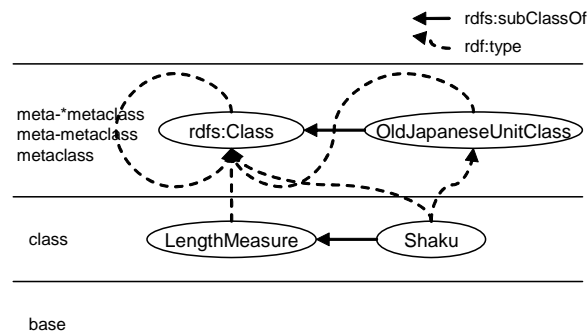 rdfs:subClassOf
rdf:type
meta-*metaclass
meta-metaclass
metaclass
rdfs:Class
OldJapaneseUnitClass
class
LengthMeasure
Shaku
base